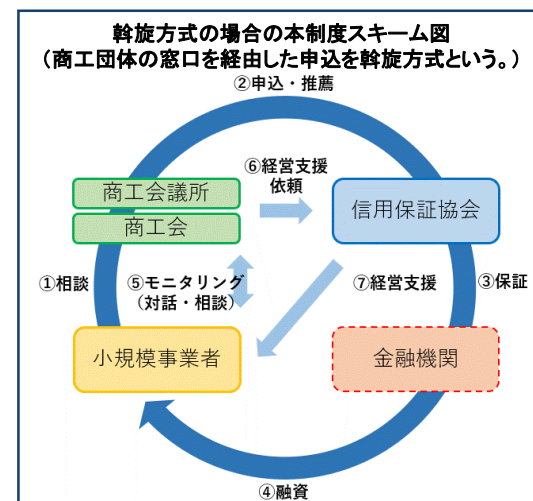 幹旋方式の場合の本制度スキーム図
（商工団体の窓口を経由した申込を斡旋方式という。）
②申込・推薦
⑥経営支援
依頼
商工会議所
商工会
信用保証協会
①相談
⑤モニタリング
（対話・相談）
⑦経営支援
③保証
小規模事業者
金融機関
④融資